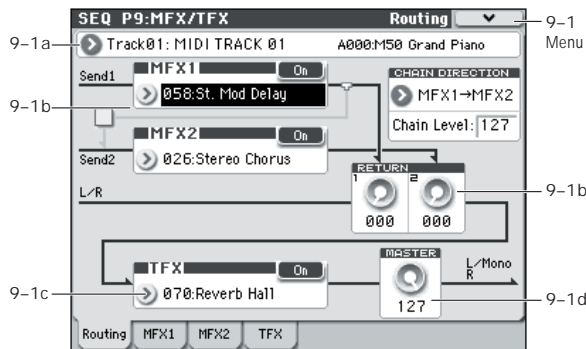 SEQ P9:MFX/TFX Routing
9–1 Menu
9–1a
Track01: MIDI TRACK 01 A000:M50 Grand Piano
Send1
MFX1 On
058:St. Mod Delay
CHAIN DIRECTION
MFX1→MFX2
Chain Level: 127
9–1b
MFX2 On
026:Stereo Chorus
Send2
RETURN
1 2
000 000
9–1b
L/R
TFX On
070:Reverb Hall
9–1c
MASTER
127
L/Mono
R
9–1d
Routing MFX1 MFX2 TFX